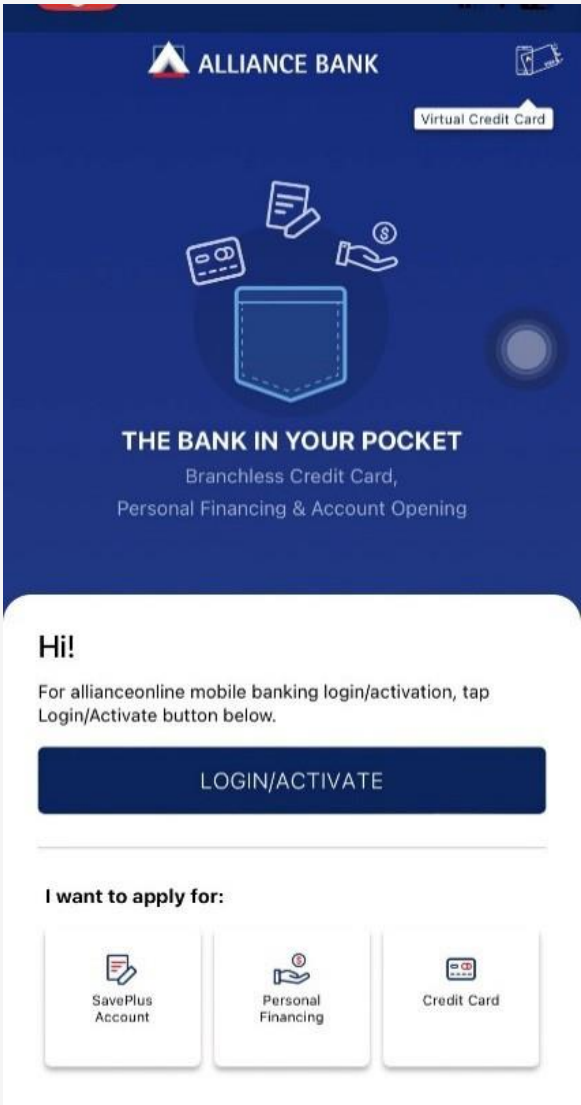 ALLIANCE BANK
Virtual Credit Card
THE BANK IN YOUR POCKET
Branchless Credit Card,
Personal Financing & Account Opening
Hi!
For allianceonline mobile banking login/activation, tap
Login/Activate button below.
LOGIN/ACTIVATE
I want to apply for:
SavePlus
Account
Personal
Financing
Credit Card